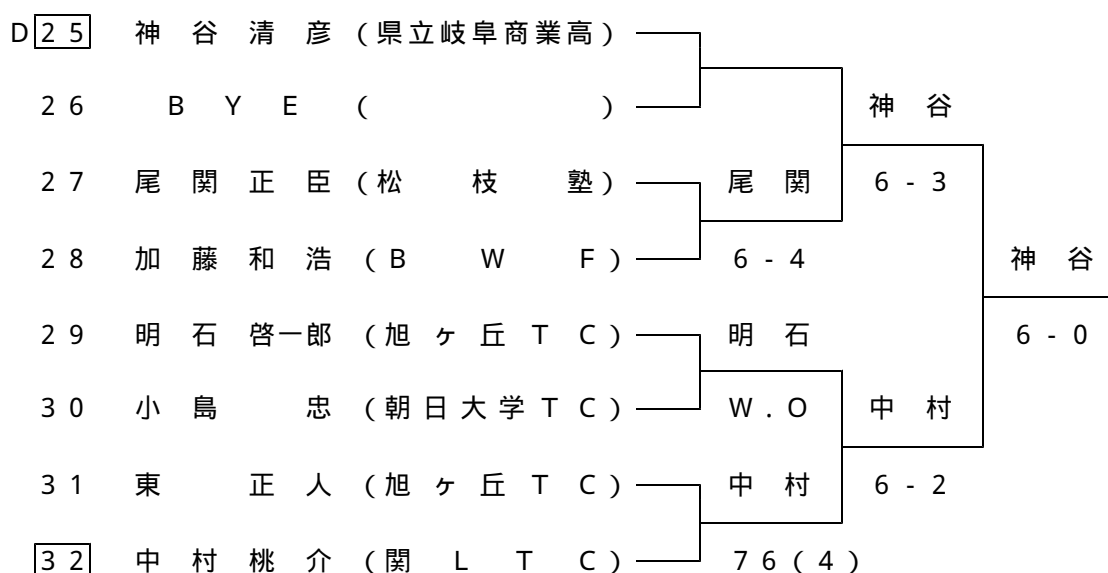 D25 神谷清彦(県立岐阜商業高)
26 BYE( ) 神谷
27 尾関正臣(松枝塾) 尾関 6-3
28 加藤和浩(BWF) 6-4 神谷
29 明石啓一郎(旭ヶ丘TC) 明石 6-0
30 小島忠(朝日大学TC) W.O 中村
31 東正人(旭ヶ丘TC) 中村 6-2
32 中村桃介(関LTC) 76(4)